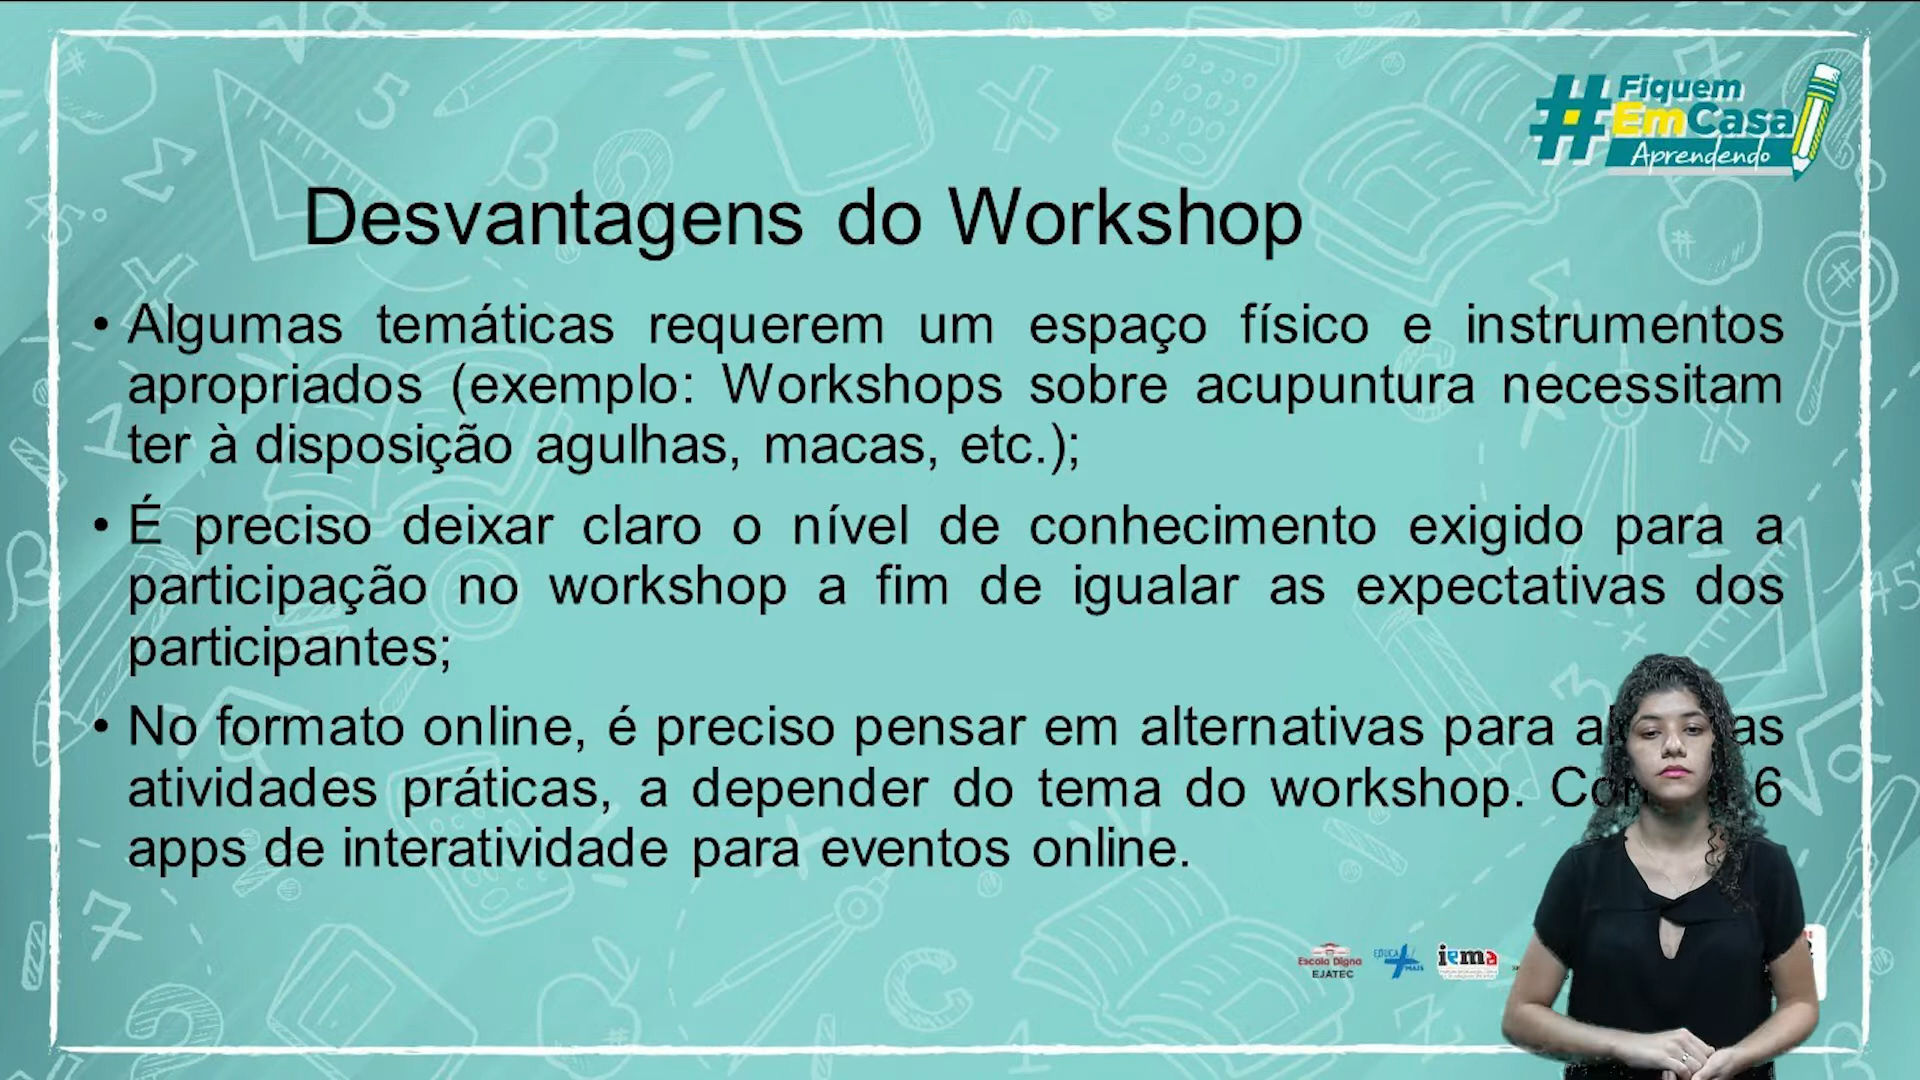 #Fiquem
EmCasa
Aprendendo
Desvantagens do Workshop
• Algumas temáticas requerem um espaço físico e instrumentos
apropriados (exemplo: Workshops sobre acupuntura necessitam
ter à disposição agulhas, macas, etc.);
• É preciso deixar claro o nível de conhecimento exigido para a
participação no workshop a fim de igualar as expectativas dos
participantes;
• No formato online, é preciso pensar em alternativas para
atividades práticas, a depender do tema do workshop. 6
apps de interatividade para eventos online.
Escola Digna
EJATEC
EDUCA
MAIS
iema